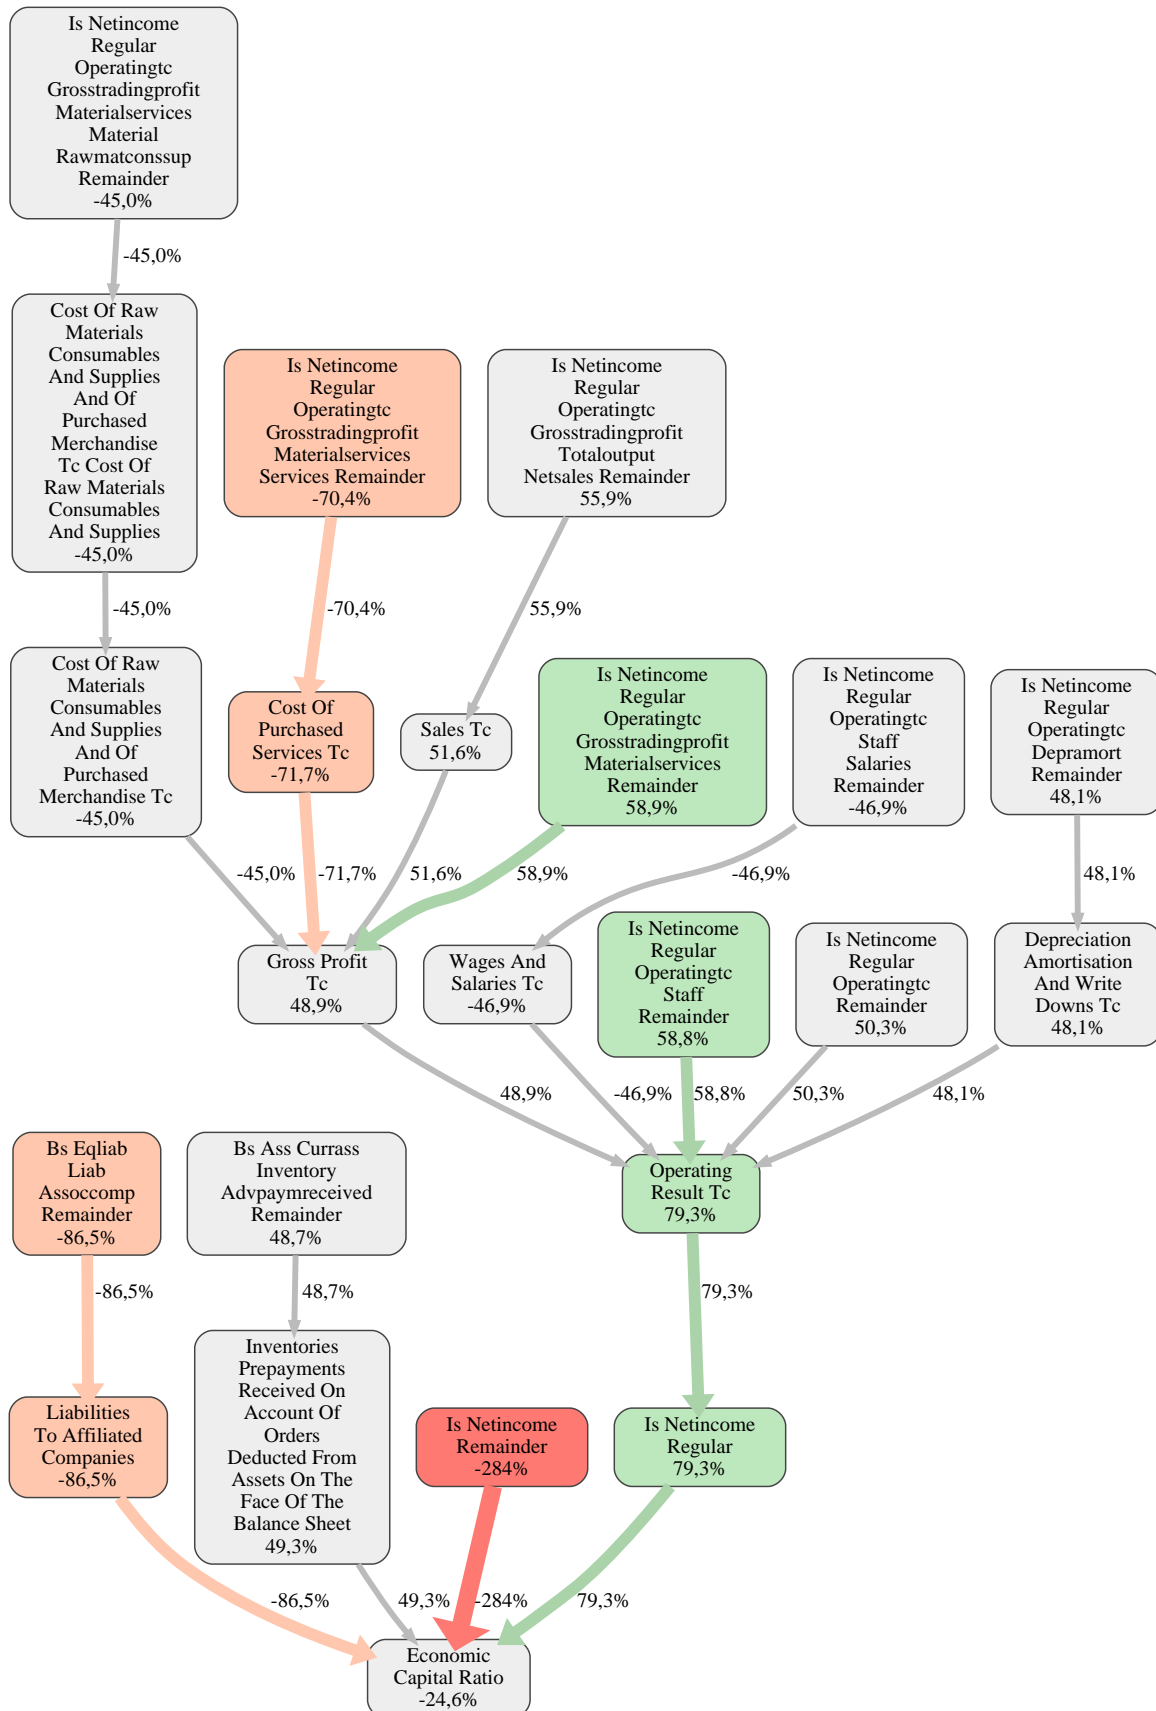 Is Netincome
Regular
Operatingtc
Grosstradingprofit
Materialservices
Material
Rawmatconssup
Remainder
-45,0%
-45,0%
Cost Of Raw
Materials
Consumables
And Supplies
And Of
Purchased
Merchandise
Tc Cost Of
Raw Materials
Consumables
And Supplies
-45,0%
Is Netincome
Regular
Operatingtc
Grosstradingprofit
Materialservices
Services Remainder
-70,4%
Is Netincome
Regular
Operatingtc
Grosstradingprofit
Totaloutput
Netsales Remainder
55,9%
-45,0%
-70,4%
55,9%
Cost Of Raw
Materials
Consumables
And Supplies
And Of
Purchased
Merchandise Tc
-45,0%
Cost Of
Purchased
Services Tc
-71,7%
Sales Tc
51,6%
Is Netincome
Regular
Operatingtc
Grosstradingprofit
Materialservices
Remainder
58,9%
Is Netincome
Regular
Operatingtc
Staff
Salaries
Remainder
-46,9%
Is Netincome
Regular
Operatingtc
Depramort
Remainder
48,1%
-45,0%
-71,7%
51,6%
58,9%
-46,9%
48,1%
Gross Profit
Tc
48,9%
Wages And
Salaries Tc
-46,9%
Is Netincome
Regular
Operatingtc
Staff
Remainder
58,8%
Is Netincome
Regular
Operatingtc
Remainder
50,3%
Depreciation
Amortisation
And Write
Downs Tc
48,1%
48,9%
-46,9%
58,8%
50,3%
48,1%
Bs Eqliab
Liab
Assoccomp
Remainder
-86,5%
Bs Ass Currass
Inventory
Advpaymreceived
Remainder
48,7%
Operating
Result Tc
79,3%
-86,5%
48,7%
79,3%
Liabilities
To Affiliated
Companies
-86,5%
Inventories
Prepayments
Received On
Account Of
Orders
Deducted From
Assets On The
Face Of The
Balance Sheet
49,3%
Is Netincome
Remainder
-284%
Is Netincome
Regular
79,3%
-86,5%
49,3%
-284%
79,3%
Economic
Capital Ratio
-24,6%